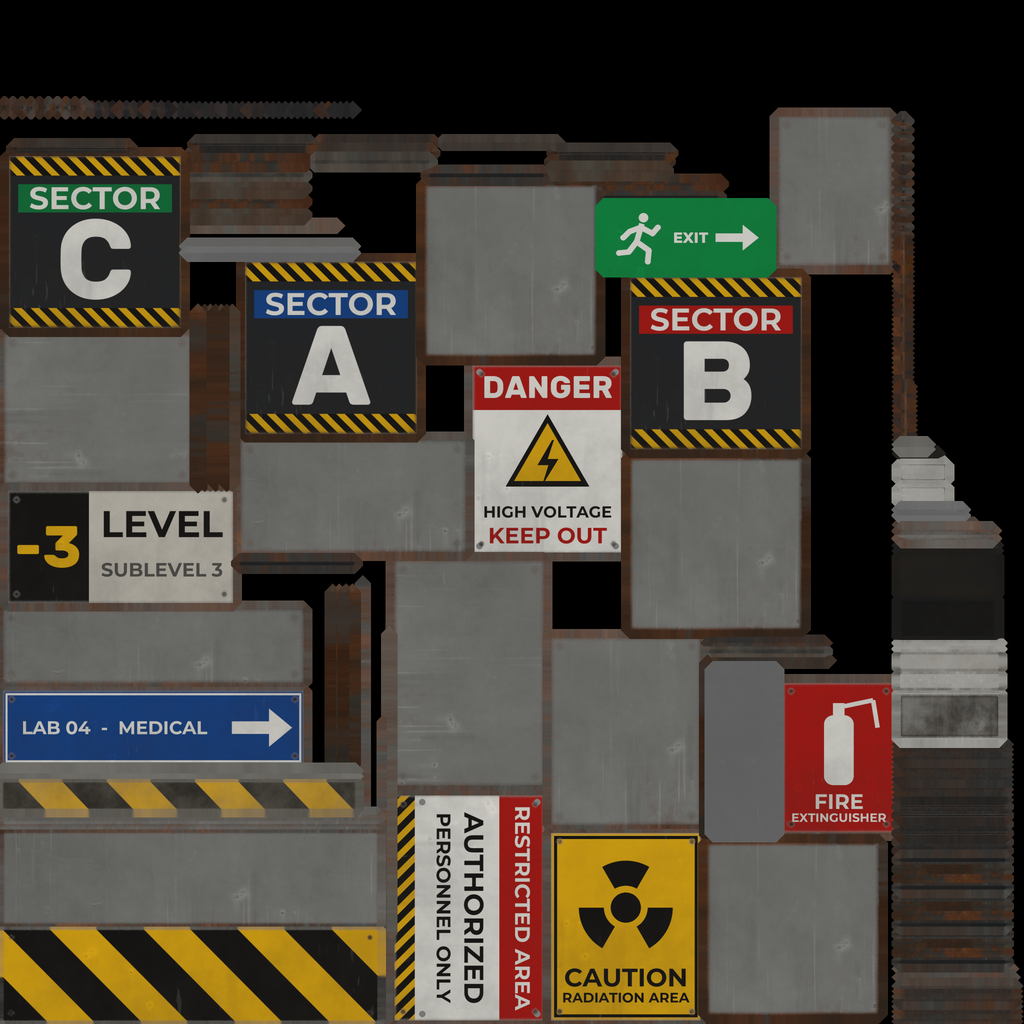 SECTOR
C
EXIT
SECTOR
A
SECTOR
B
DANGER
HIGH VOLTAGE
KEEP OUT
-3
LEVEL
SUBLEVEL 3
LAB 04 - MEDICAL
FIRE
EXTINGUISHER
RESTRICTED AREA
AUTHORIZED
PERSONNEL ONLY
CAUTION
RADIATION AREA